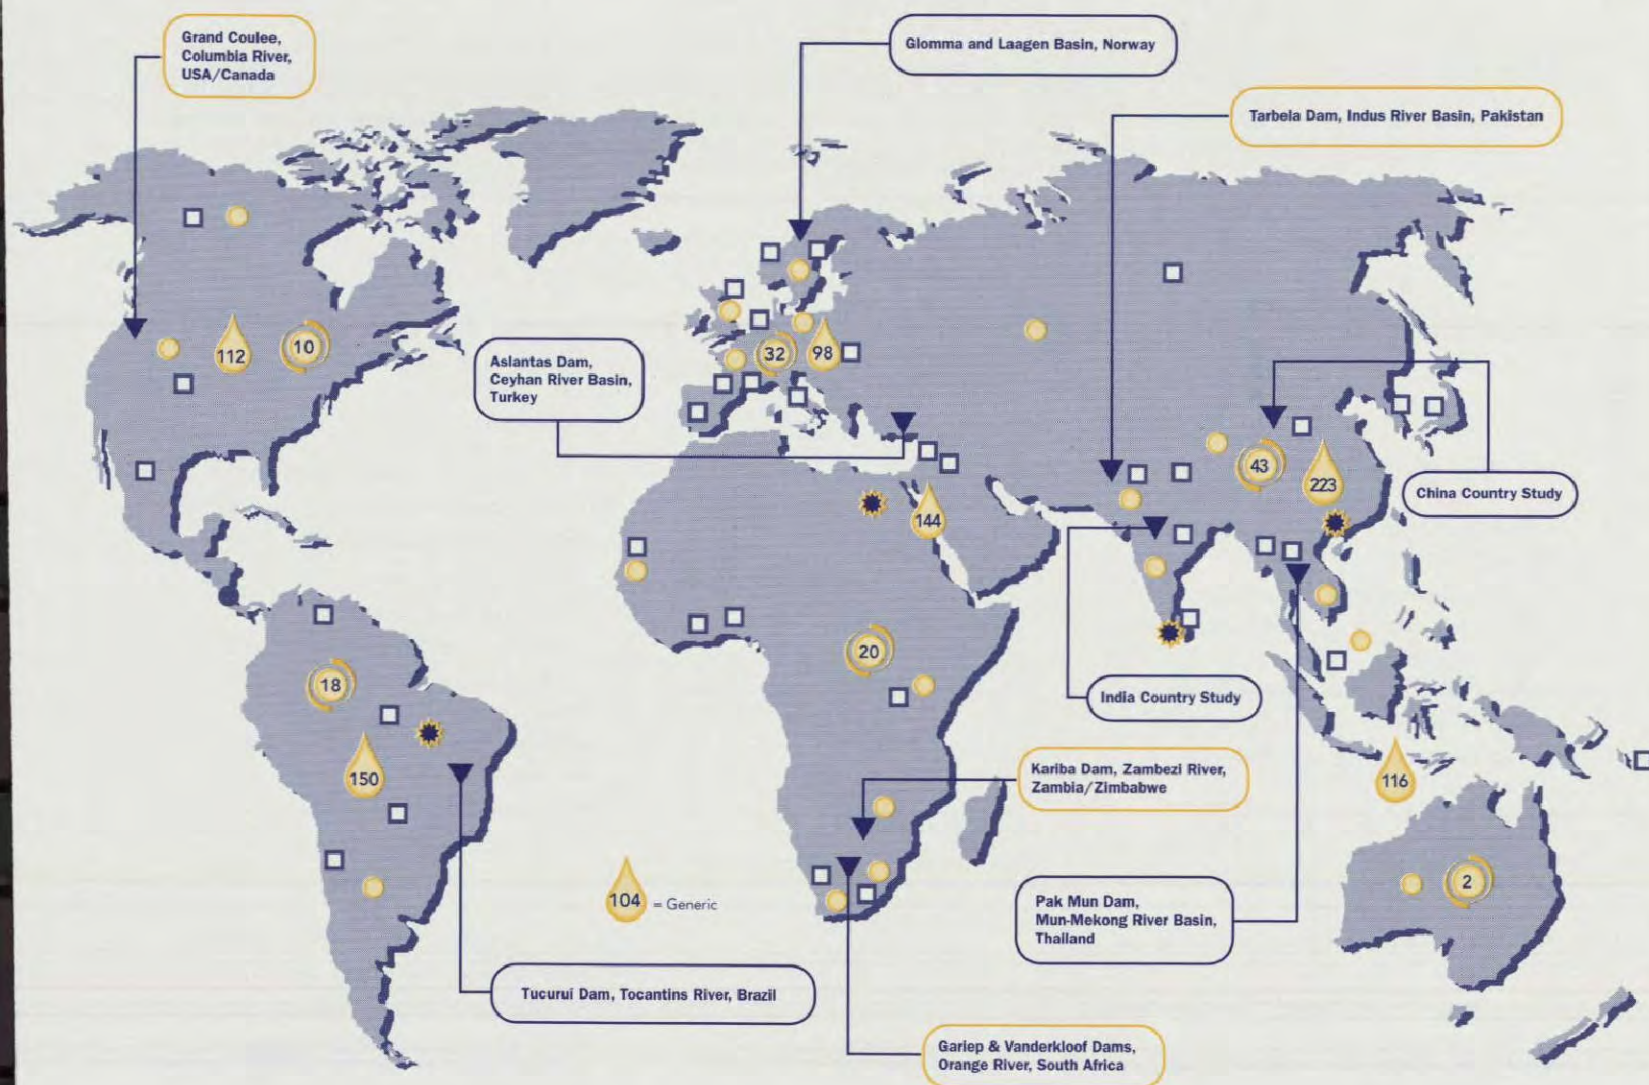 Grand Coulee,
Columbia River,
USA/Canada
Glomma and Laagen Basin, Norway
Tarbela Dam, Indus River Basin, Pakistan
112
10
Aslantas Dam,
Ceyhan River Basin,
Turkey
32
98
43
223
China Country Study
144
20
18
India Country Study
150
Kariba Dam, Zambezi River,
Zambia/Zimbabwe
116
104 = Generic
2
Pak Mun Dam,
Mun-Mekong River Basin,
Thailand
Tucurui Dam, Tocantins River, Brazil
Gariep & Vanderkloof Dams,
Orange River, South Africa